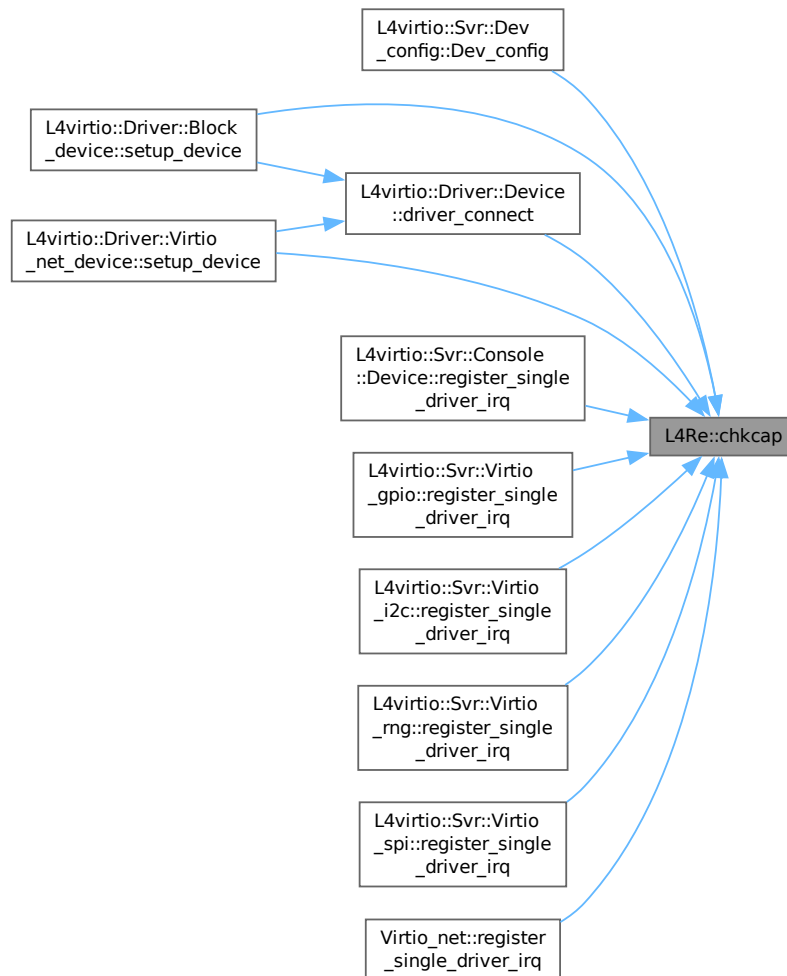 L4virtio::Svr::Dev
_config::Dev_config
L4virtio::Driver::Block
_device::setup_device
L4virtio::Driver::Device
::driver_connect
L4virtio::Driver::Virtio
_net_device::setup_device
L4virtio::Svr::Console
::Device::register_single
_driver_irq
L4Re::chkcap
L4virtio::Svr::Virtio
_gpio::register_single
_driver_irq
L4virtio::Svr::Virtio
_i2c::register_single
_driver_irq
L4virtio::Svr::Virtio
_rng::register_single
_driver_irq
L4virtio::Svr::Virtio
_spi::register_single
_driver_irq
Virtio_net::register
_single_driver_irq